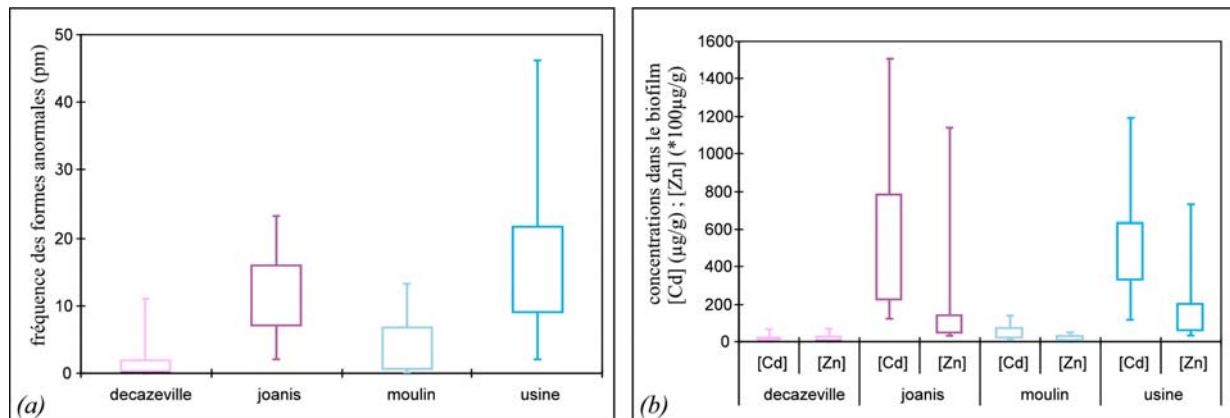 fréquence des formes anormales (pm)
50
40
30
20
10
0
decazeville joanis moulin usine
(a)
concentrations dans le biofilm
[Cd] (µg/g) ; [Zn] (*100µg/g)
1600
1400
1200
1000
800
600
400
200
0
[Cd] [Zn] [Cd] [Zn] [Cd] [Zn] [Cd] [Zn]
decazeville joanis moulin usine
(b)